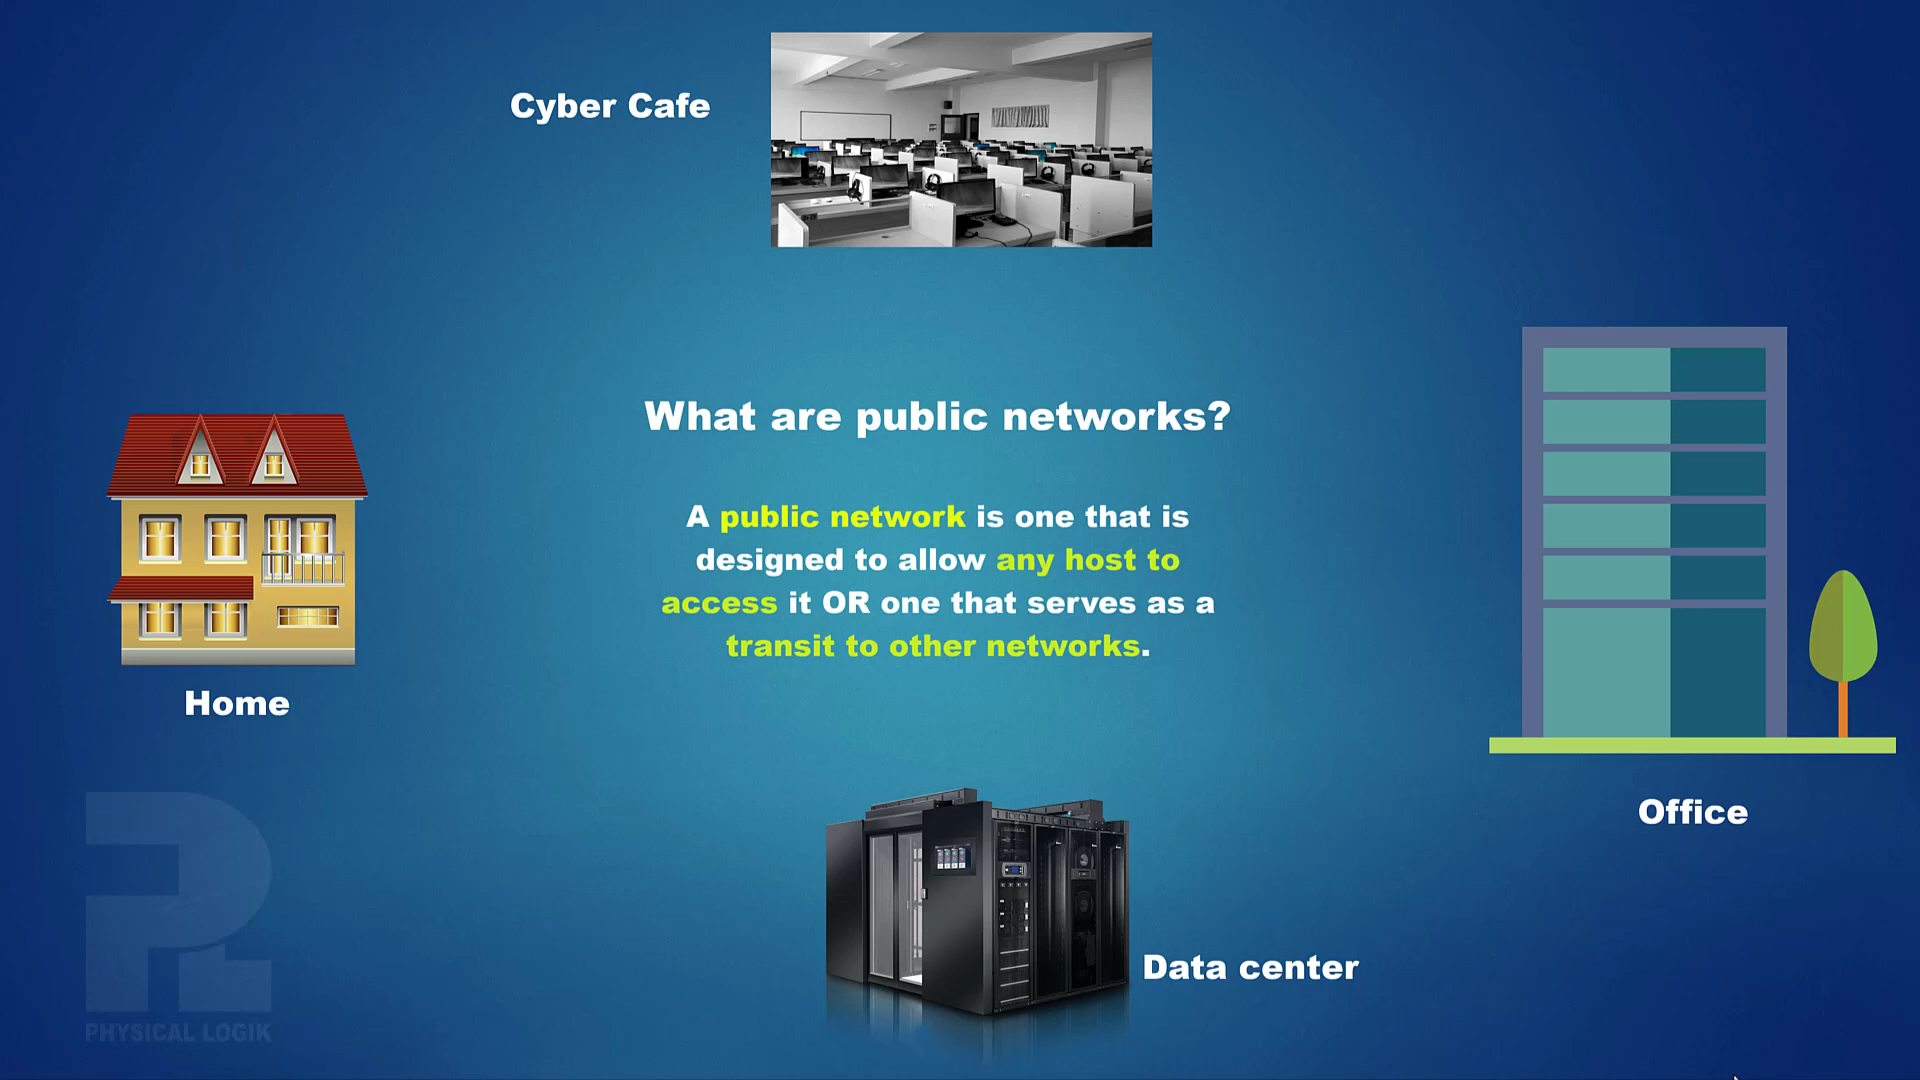 Cyber Cafe
What are public networks?
A public network is one that is
designed to allow any host to
access it OR one that serves as a
transit to other networks.
Home
Office
Data center
PHYSICAL LOGIK